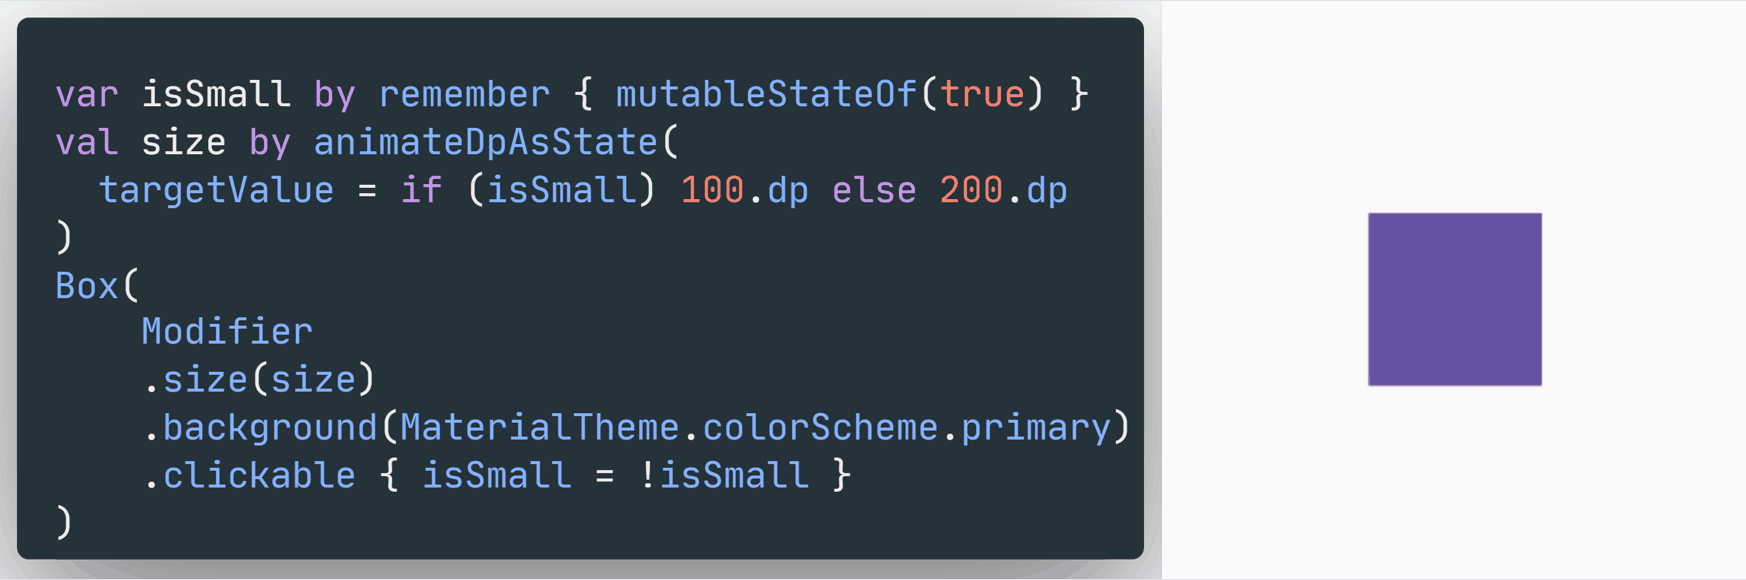 var isSmall by remember { mutableStateOf(true) }
val size by animateDpAsState(
  targetValue = if (isSmall) 100.dp else 200.dp
)
Box(
    Modifier
    .size(size)
    .background(MaterialTheme.colorScheme.primary)
    .clickable { isSmall = !isSmall }
)